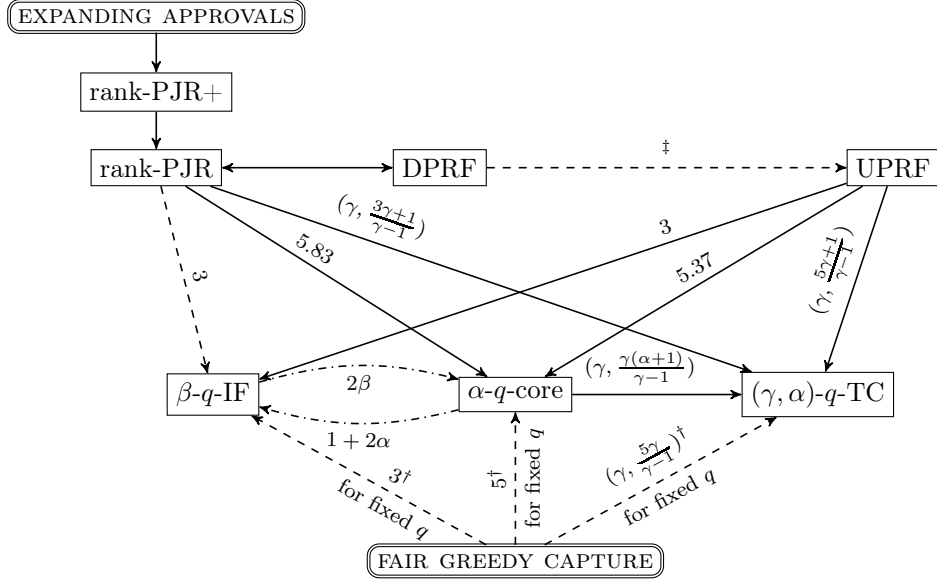 EXPANDING APPROVALS
rank-PJR+
rank-PJR
DPRF
‡
UPRF
(γ, 3γ+1/γ−1)
3
5.83
5.37
(γ, 5γ+1/γ−1)
3
(γ, γ(α+1)/γ−1)
β-q-IF
2β
α-q-core
(γ, α)-q-TC
1 + 2α
3†
for fixed q
5†
for fixed q
(γ, 5γ/γ−1)†
for fixed q
FAIR GREEDY CAPTURE